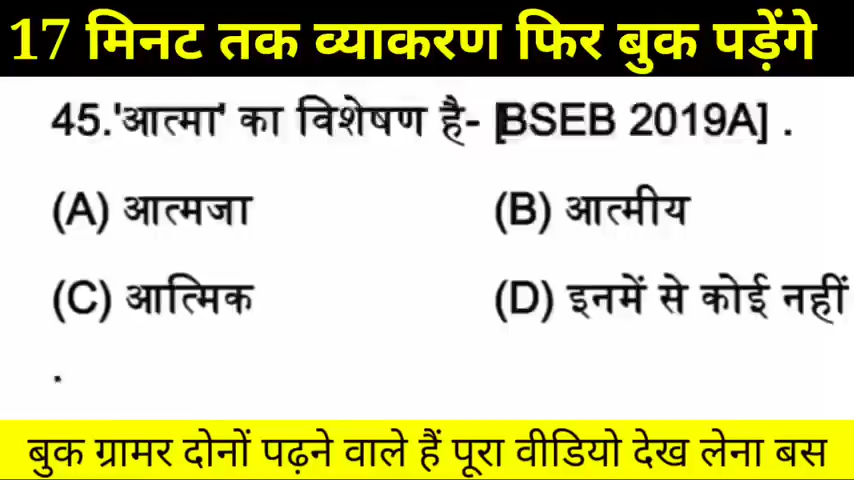 17 मिनट तक व्याकरण फिर बुक पड़ेंगे
45.'आत्मा' का विशेषण है- [BSEB 2019A] .
(A) आत्मजा (B) आत्मीय
(C) आत्मिक (D) इनमें से कोई नहीं
.
बुक ग्रामर दोनों पढ़ने वाले हैं पूरा वीडियो देख लेना बस